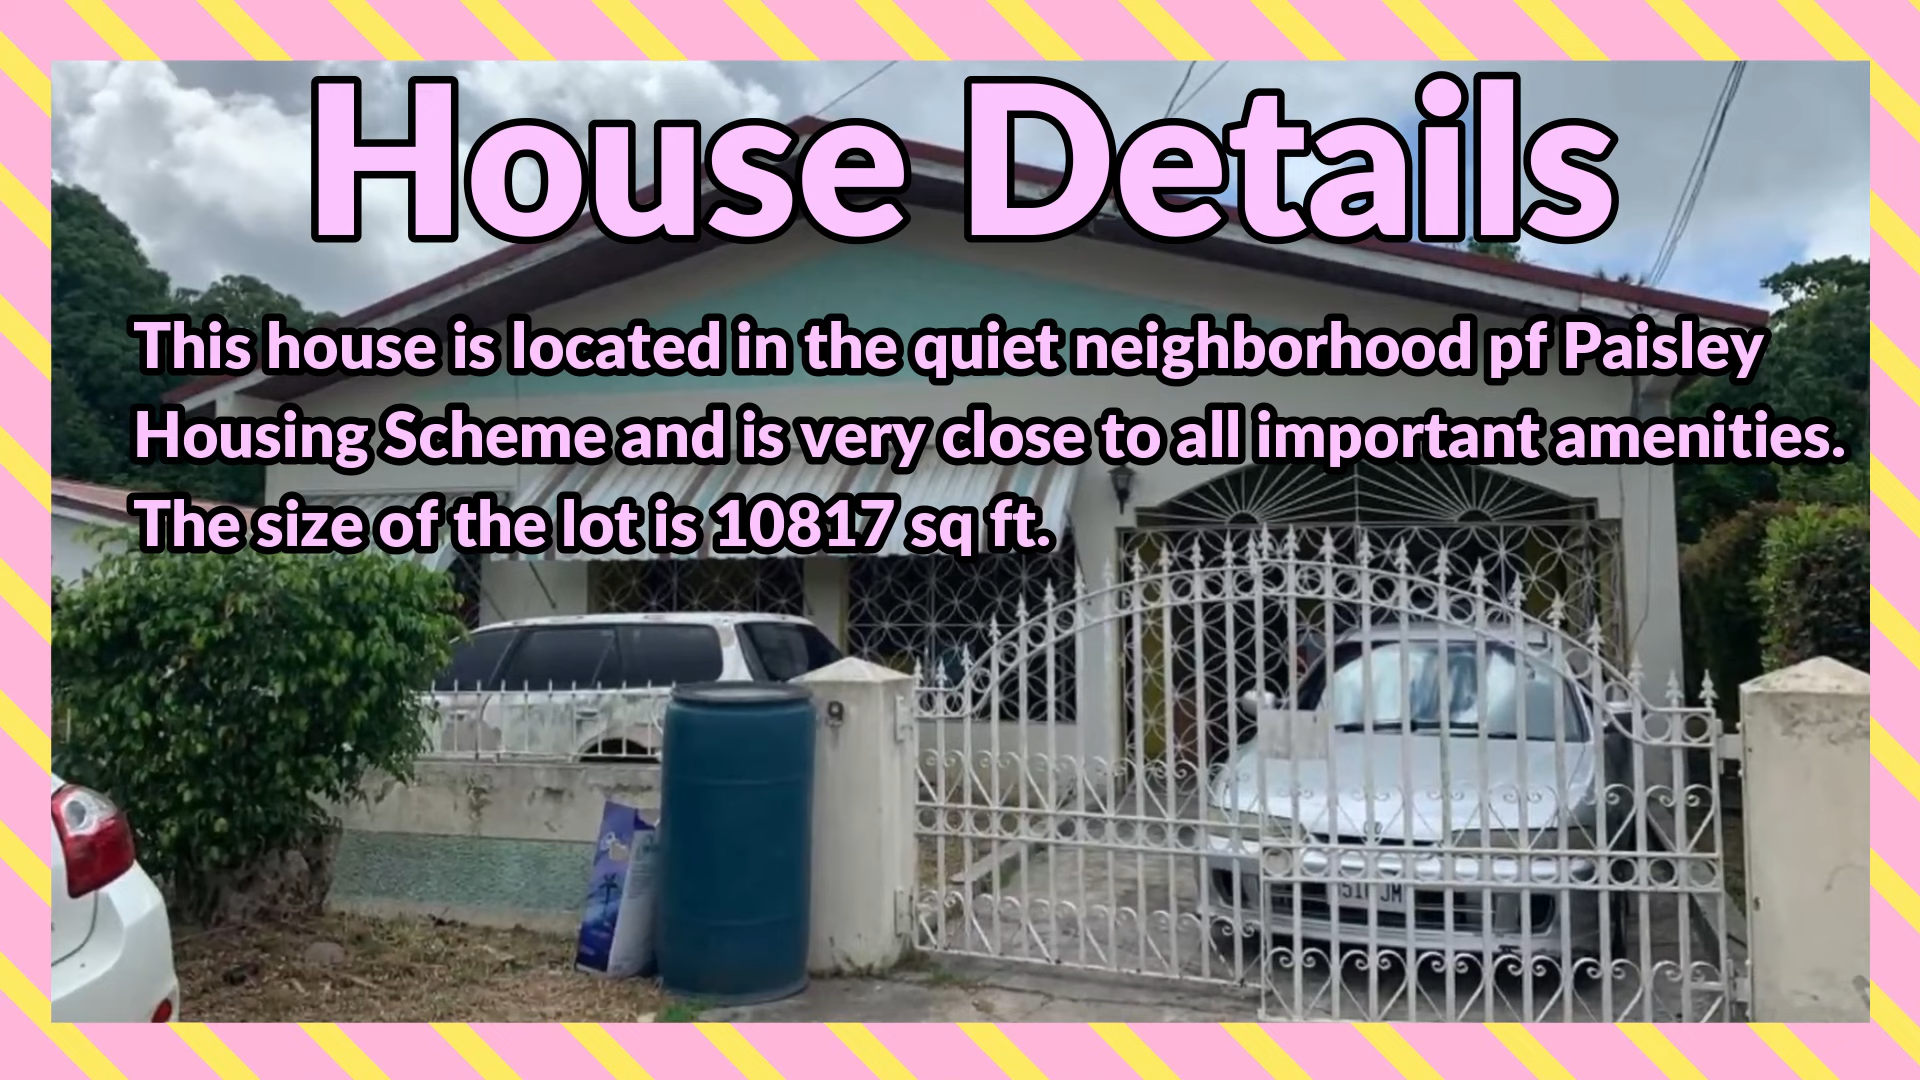 House Details
This house is located in the quiet neighborhood pf Paisley
Housing Scheme and is very close to all important amenities.
The size of the lot is 10817 sq ft.